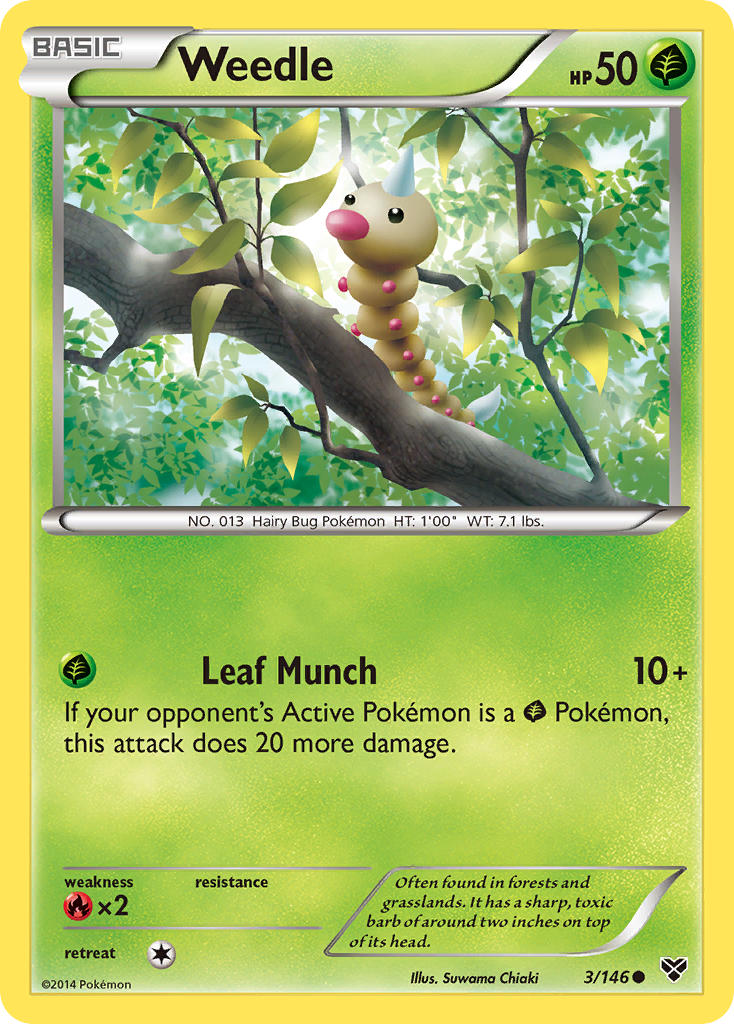 BASIC
Weedle
HP 50
NO. 013 Hairy Bug Pokémon HT: 1'00" WT: 7.1 lbs.
Leaf Munch 10+
If your opponent's Active Pokémon is a Pokémon,
this attack does 20 more damage.
weakness
×2
resistance
retreat
Often found in forests and
grasslands. It has a sharp, toxic
barb of around two inches on top
of its head.
©2014 Pokémon
Illus. Suwama Chiaki
3/146